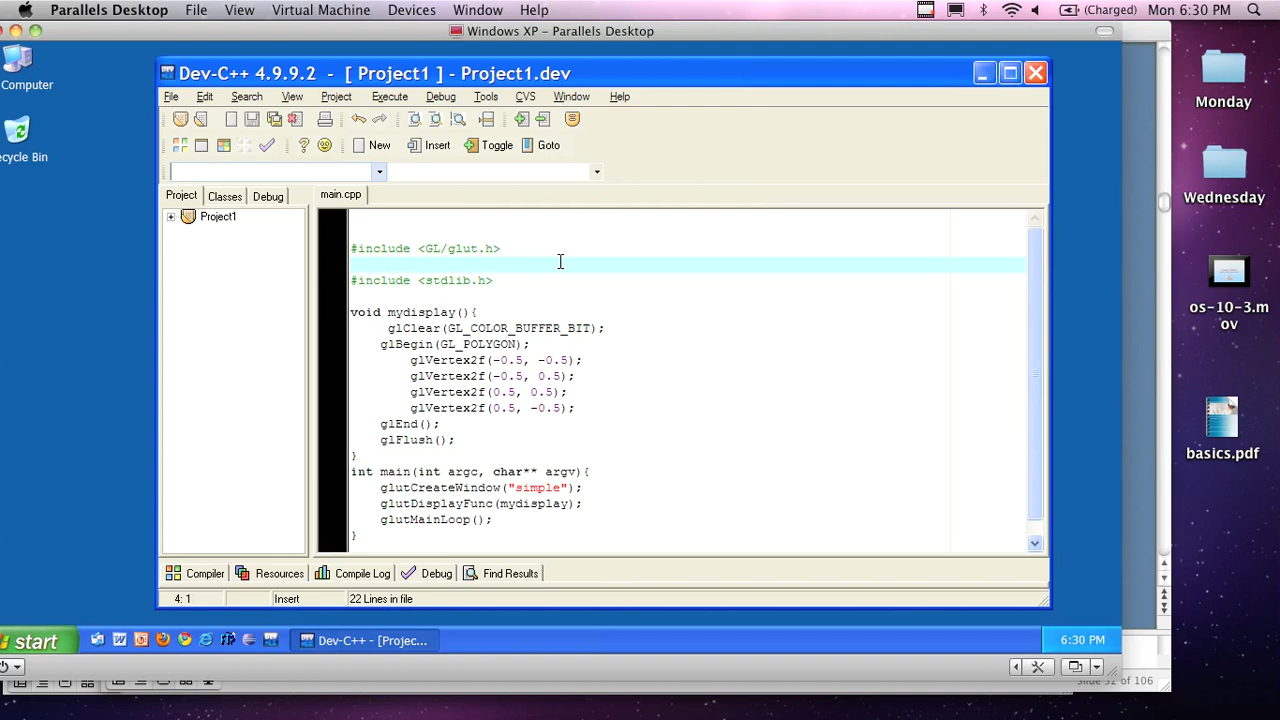 Parallels Desktop File View Virtual Machine Devices Window Help (Charged) Mon 6:30 PM
Windows XP - Parallels Desktop
Computer
ecycle Bin
Dev-C++ 4.9.9.2 - [ Project1 ] - Project1.dev
File Edit Search View Project Execute Debug Tools CVS Window Help
New Insert Toggle Goto
Project Classes Debug
Project1
main.cpp
#include <GL/glut.h>
#include <stdlib.h>
void mydisplay(){
glClear(GL_COLOR_BUFFER_BIT);
glBegin(GL_POLYGON);
glVertex2f(-0.5, -0.5);
glVertex2f(-0.5, 0.5);
glVertex2f(0.5, 0.5);
glVertex2f(0.5, -0.5);
glEnd();
glFlush();
}
int main(int argc, char** argv){
glutCreateWindow("simple");
glutDisplayFunc(mydisplay);
glutMainLoop();
}
Compiler Resources Compile Log Debug Find Results
4: 1 Insert 22 Lines in file
start Dev-C++ - [Projec... 6:30 PM
Slide 32 of 106
Monday
Wednesday
os-10-3.m
ov
basics.pdf